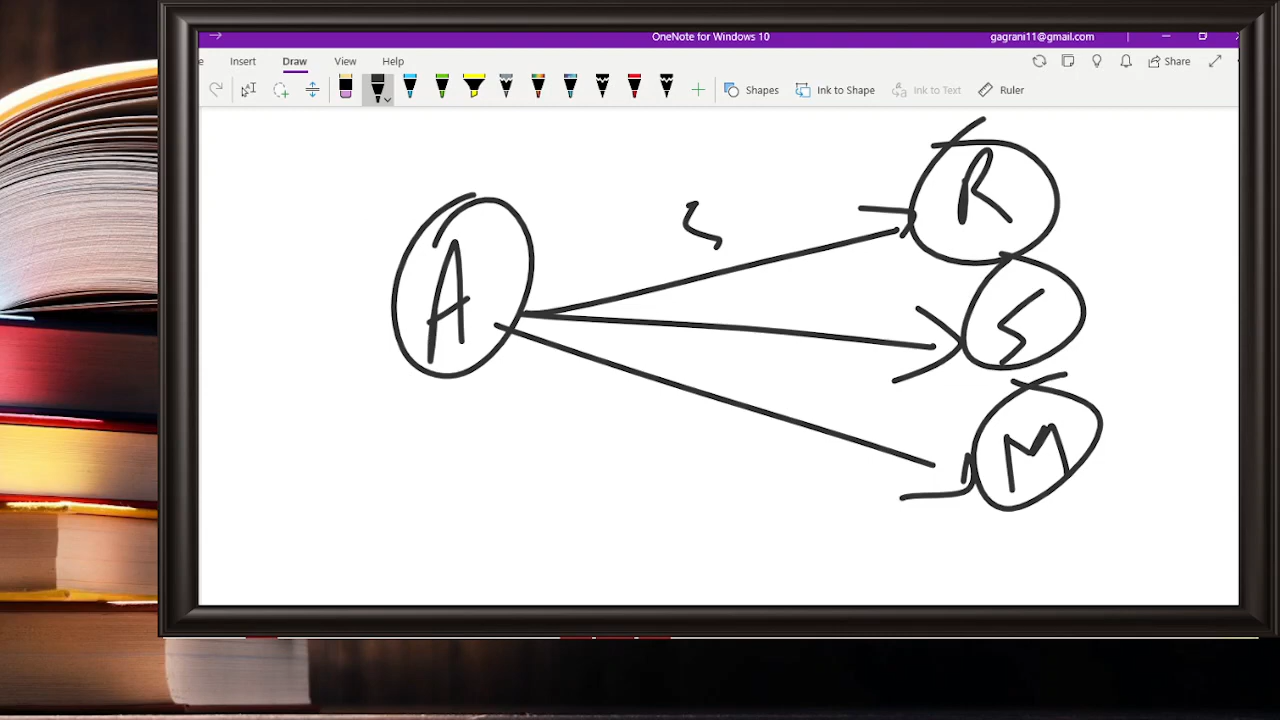 OneNote for Windows 10 gagrani11@gmail.com
Insert Draw View Help Share
Shapes Ink to Shape Ink to Text Ruler
R
A
S
M